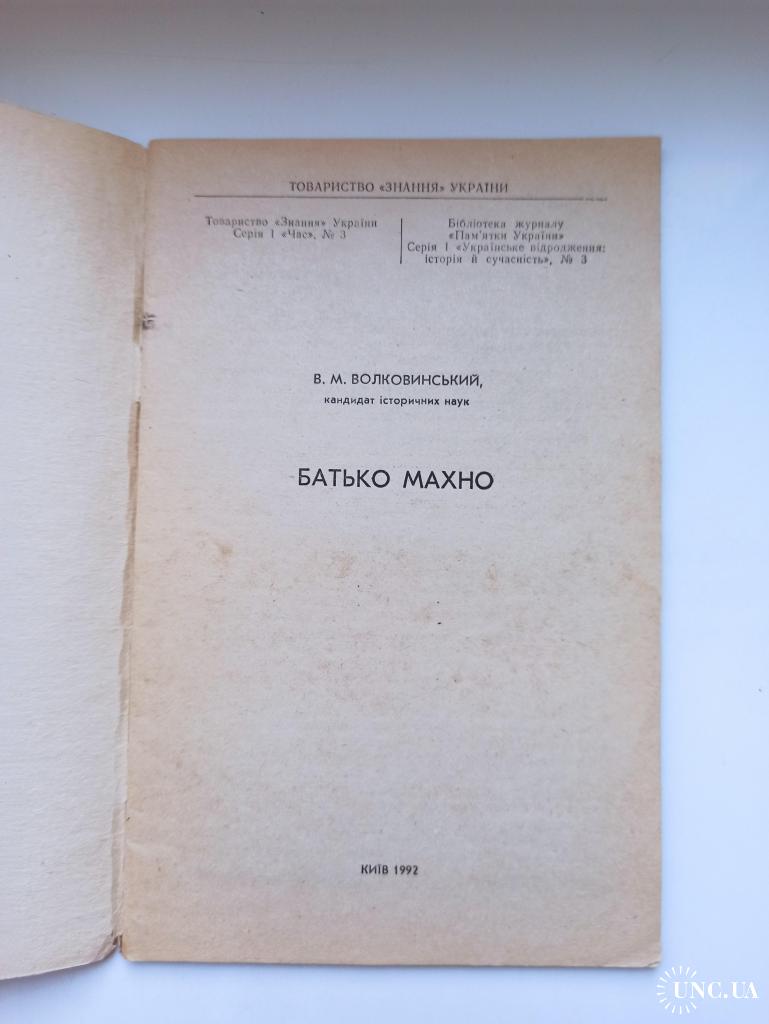 ТОВАРИСТВО «ЗНАННЯ» УКРАЇНИ
Товариство «Знання» України
Серія 1 «Час», № 3
Бібліотека журналу
«Пам'ятки України»
Серія 1 «Українське відродження:
історія й сучасність», № 3
В. М. ВОЛКОВИНСЬКИЙ,
кандидат історичних наук
БАТЬКО МАХНО
КИЇВ 1992
UNC.UA